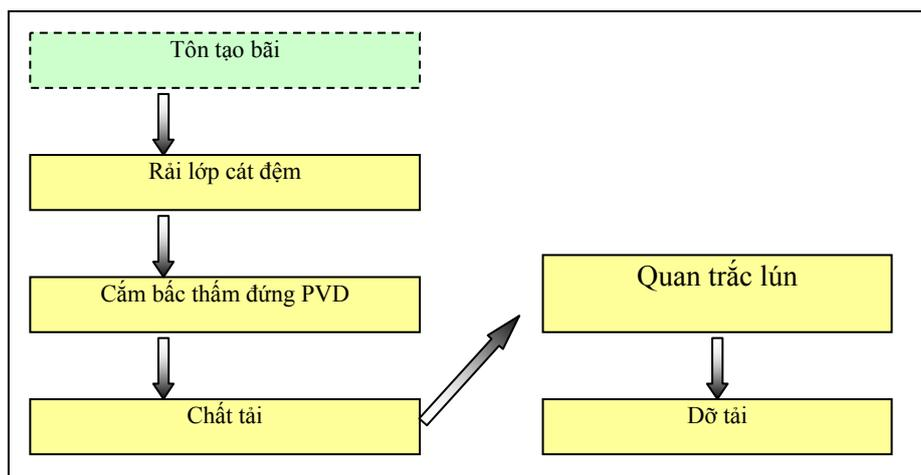 Tôn tạo bãi
Rải lớp cát đệm
Cắm bấc thấm đứng PVD
Chất tải
Quan trắc lún
Dỡ tải